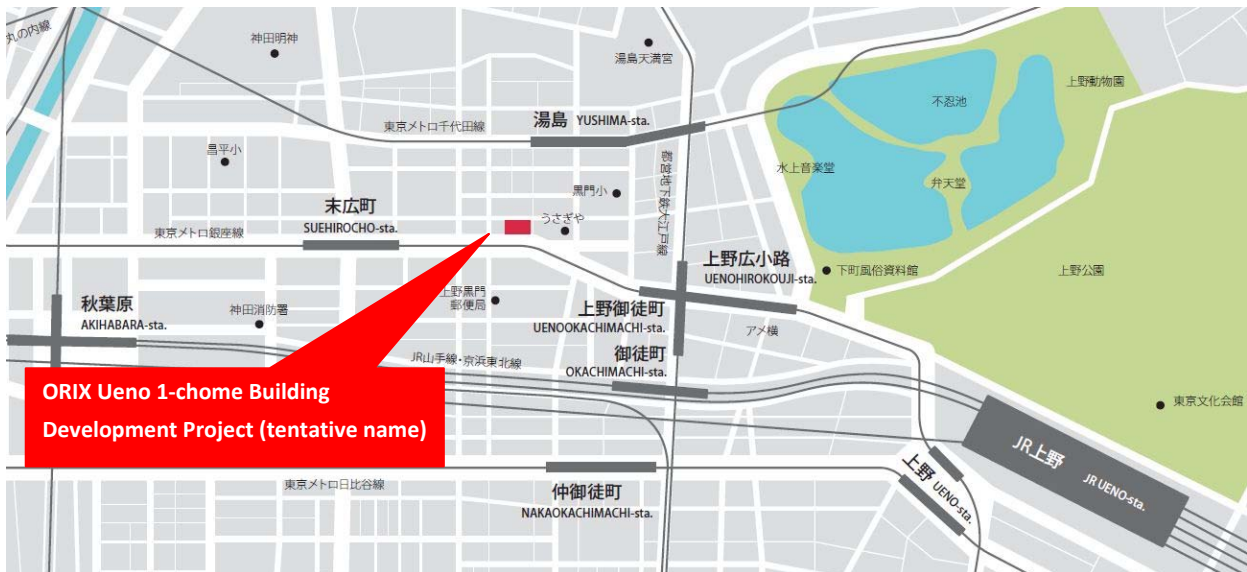 丸の内線
神田明神
湯島天満宮
上野動物園
不忍池
東京メトロ千代田線
湯島 YUSHIMA-sta.
昌平小
都営地下鉄大江戸線
水上音楽堂
弁天堂
黒門小
末広町
SUEHIROCHO-sta.
うさぎや
東京メトロ銀座線
上野広小路
UENOHIROKOUJI-sta.
下町風俗資料館
上野公園
秋葉原
AKIHABARA-sta.
神田消防署
上野黒門
郵便局
上野御徒町
UENOOKACHIMACHI-sta.
アメ横
JR山手線・京浜東北線
御徒町
OKACHIMACHI-sta.
ORIX Ueno 1-chome Building
Development Project (tentative name)
東京文化会館
JR上野
JR UENO-sta.
上野 UENO-sta.
東京メトロ日比谷線
仲御徒町
NAKAOKACHIMACHI-sta.